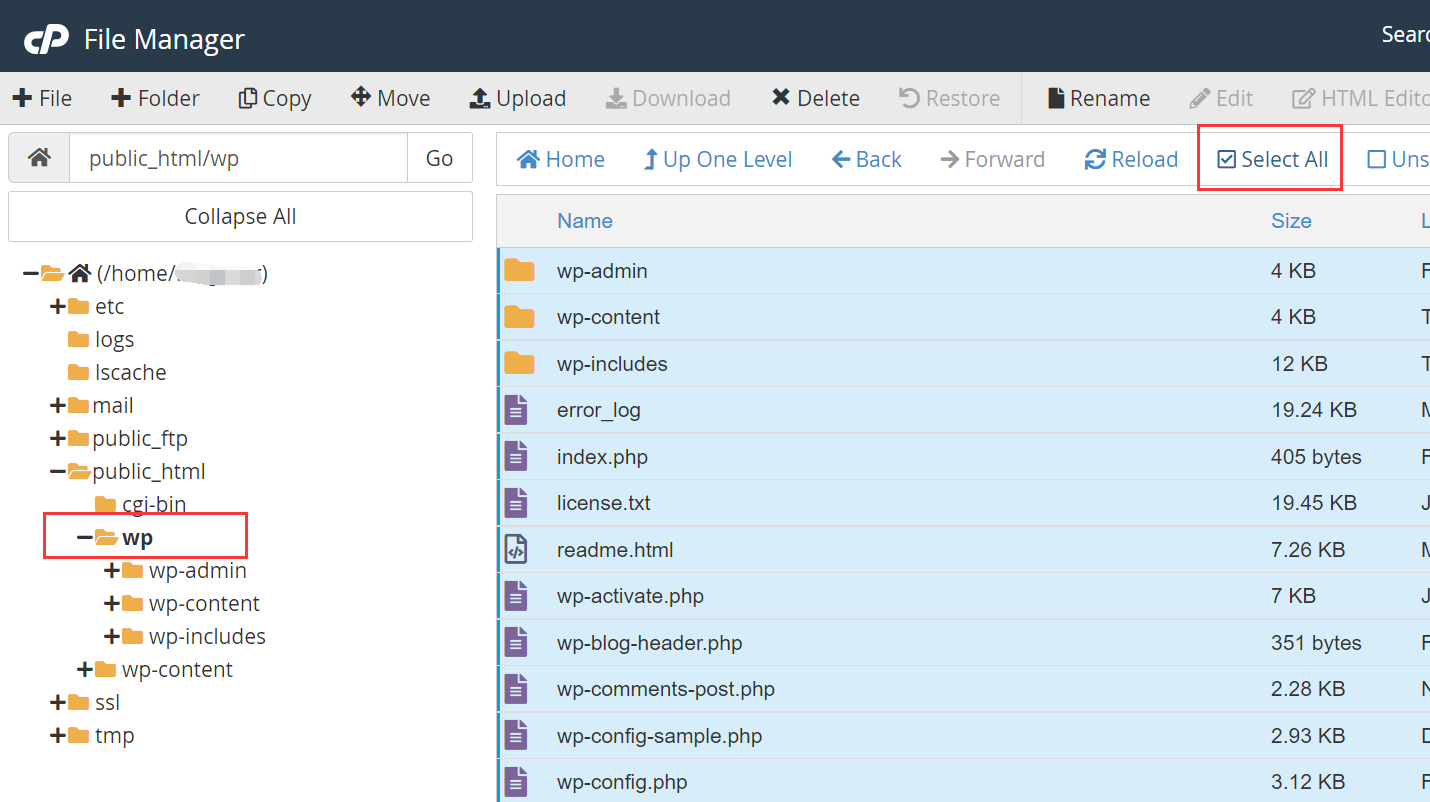 cP File Manager
Searc
File Folder Copy Move Upload Download Delete Restore Rename Edit HTML Edito
public_html/wp Go
Home Up One Level Back Forward Reload Select All Uns
Collapse All
Name Size L
(/home/ )
etc
logs
lscache
mail
public_ftp
public_html
cgi-bin
wp
wp-admin
wp-content
wp-includes
wp-content
ssl
tmp
wp-admin 4 KB F
wp-content 4 KB T
wp-includes 12 KB T
error_log 19.24 KB M
index.php 405 bytes F
license.txt 19.45 KB J
readme.html 7.26 KB M
wp-activate.php 7 KB J
wp-blog-header.php 351 bytes F
wp-comments-post.php 2.28 KB N
wp-config-sample.php 2.93 KB D
wp-config.php 3.12 KB F